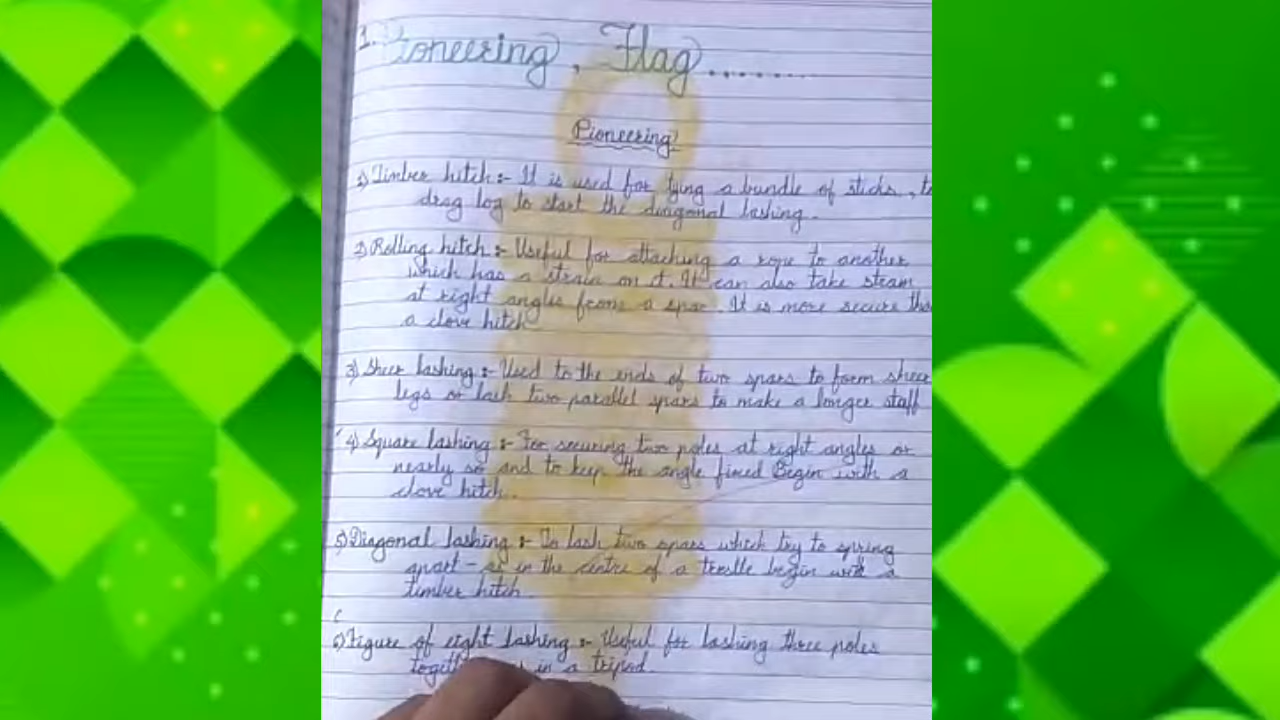 1. Pioneering, Flag........
Pioneering
1) Timber hitch :- It is used for tying a bundle of sticks, to
drag log to start the diagonal lashing.
2) Rolling hitch :- Useful for attaching a rope to another
which has a strain on it. It can also take steam
at right angles from a spar. It is more secure than
a clove hitch
3) Sheer lashing :- Used to the ends of two spars to form sheer
legs or lash two parallel spars to make a longer staff
4) Square lashing :- For securing two poles at right angles or
nearly so and to keep the angle fixed Begin with a
clove hitch.
5) Diagonal lashing :- To lash two spars which try to spring
apart - as in the centre of a trestle begin with a
timber hitch.
6) Figure of eight lashing :- Useful for lashing three poles
in a tripod.